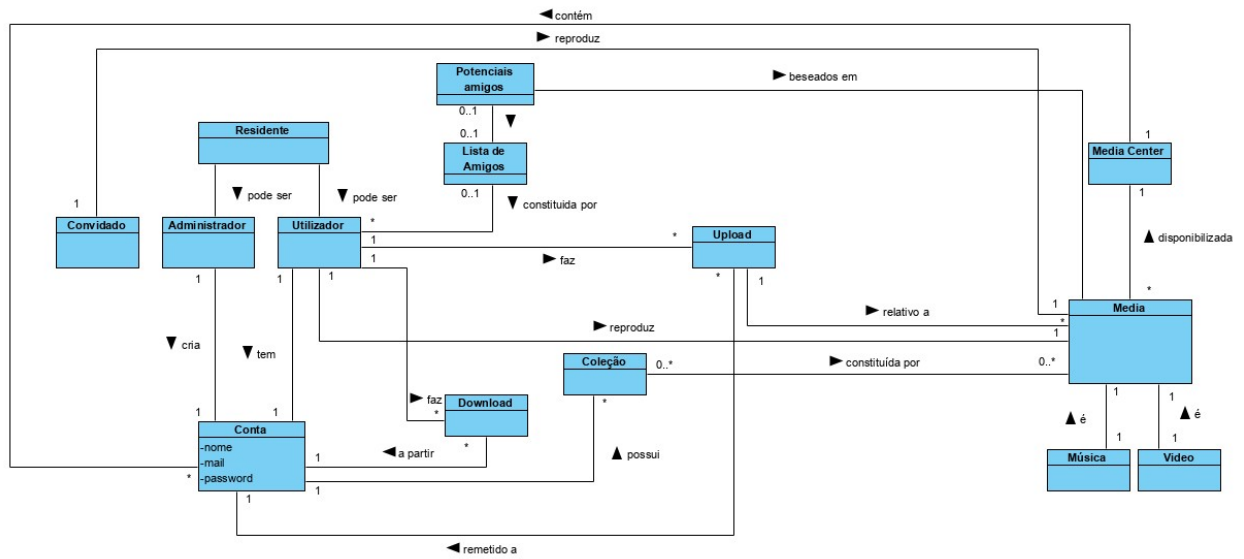 ◄ contém
► reproduz
Potenciais
amigos
► beseados em
0..1
▼
0..1
Residente
Lista de
Amigos
1
Media Center
▼ pode ser
▼ pode ser
0..1
▼ constituida por
1
1
Convidado
Administrador
Utilizador
*
1
*
Upload
▲ disponibilizada
► faz
1
1
1
1
1
*
1
*
1
Media
► relativo a
*
► reproduz
1
▼ cria
▼ tem
Coleção
0..*
► constituída por
0..*
► faz
Download
*
*
1
1
▲ é
▲ é
1
1
Conta
-nome
-mail
-password
*
◄ a partir
1
▲ possui
1
1
Música
Video
*
1
1
◄ remetido a